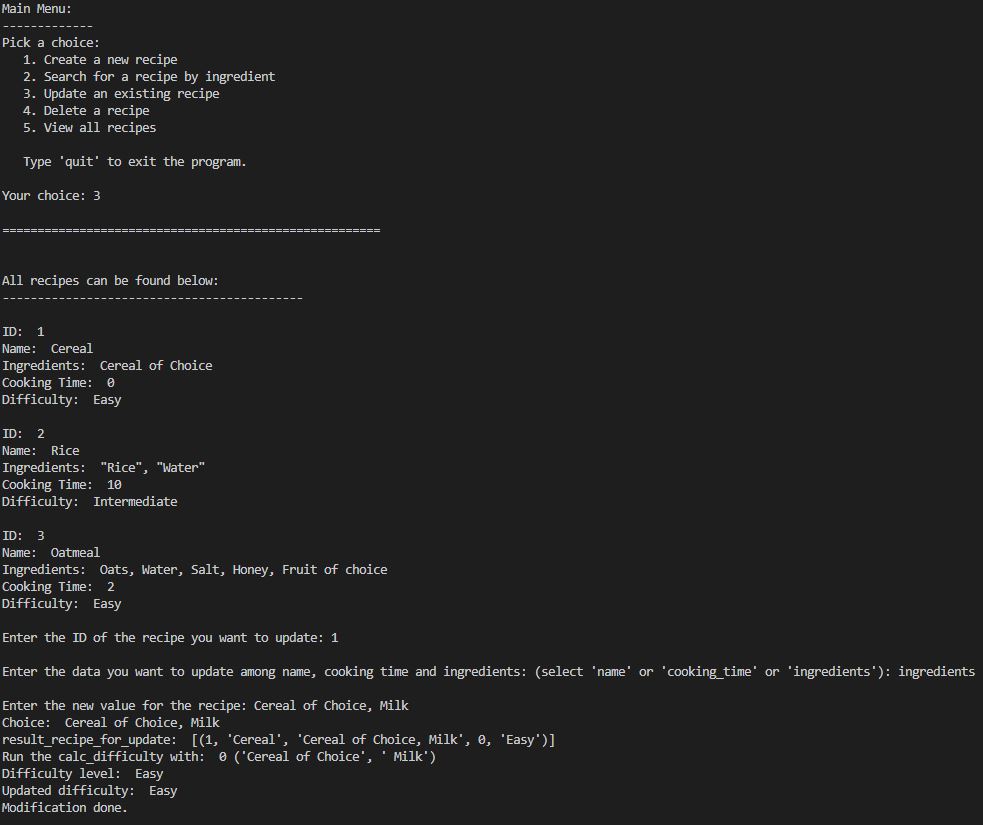 Main Menu:
-------------
Pick a choice:
   1. Create a new recipe
   2. Search for a recipe by ingredient
   3. Update an existing recipe
   4. Delete a recipe
   5. View all recipes

   Type 'quit' to exit the program.

Your choice: 3

======================================================

All recipes can be found below:
-------------------------------------------

ID:  1
Name:  Cereal
Ingredients:  Cereal of Choice
Cooking Time:  0
Difficulty:  Easy

ID:  2
Name:  Rice
Ingredients:  "Rice", "Water"
Cooking Time:  10
Difficulty:  Intermediate

ID:  3
Name:  Oatmeal
Ingredients:  Oats, Water, Salt, Honey, Fruit of choice
Cooking Time:  2
Difficulty:  Easy

Enter the ID of the recipe you want to update: 1

Enter the data you want to update among name, cooking time and ingredients: (select 'name' or 'cooking_time' or 'ingredients'): ingredients

Enter the new value for the recipe: Cereal of Choice, Milk
Choice:  Cereal of Choice, Milk
result_recipe_for_update:  [(1, 'Cereal', 'Cereal of Choice, Milk', 0, 'Easy')]
Run the calc_difficulty with:  0 ('Cereal of Choice', ' Milk')
Difficulty level:  Easy
Updated difficulty:  Easy
Modification done.